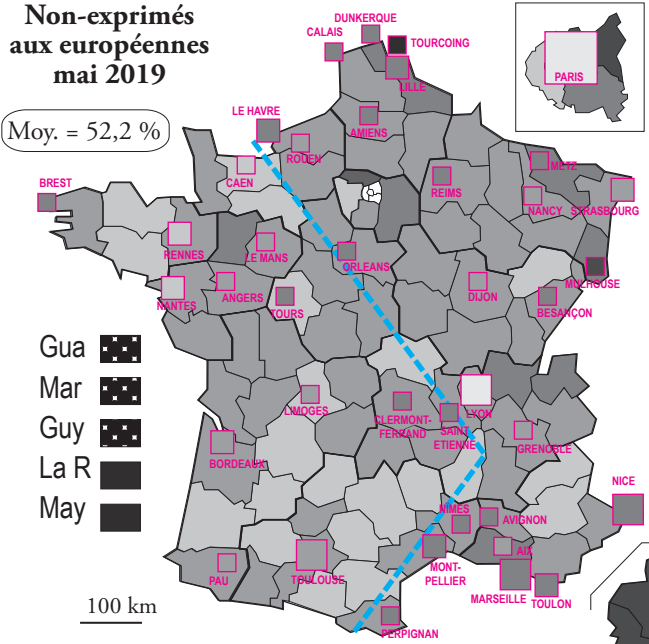 Non-exprimés
aux européennes
mai 2019
Moy. = 52,2 %
DUNKERQUE
CALAIS
TOURCOING
LILLE
PARIS
LE HAVRE
AMIENS
ROUEN
CAEN
REIMS
METZ
NANCY
STRASBOURG
BREST
RENNES
LE MANS
ORLEANS
MULHOUSE
NANTES
ANGERS
TOURS
DIJON
BESANÇON
Gua
Mar
Guy
La R
May
LIMOGES
CLERMONT-
FERRAND
LYON
SAINT
ETIENNE
GRENOBLE
BORDEAUX
NICE
NIMES
AVIGNON
AIX
PAU
TOULOUSE
MONT-
PELLIER
MARSEILLE
TOULON
100 km
PERPIGNAN